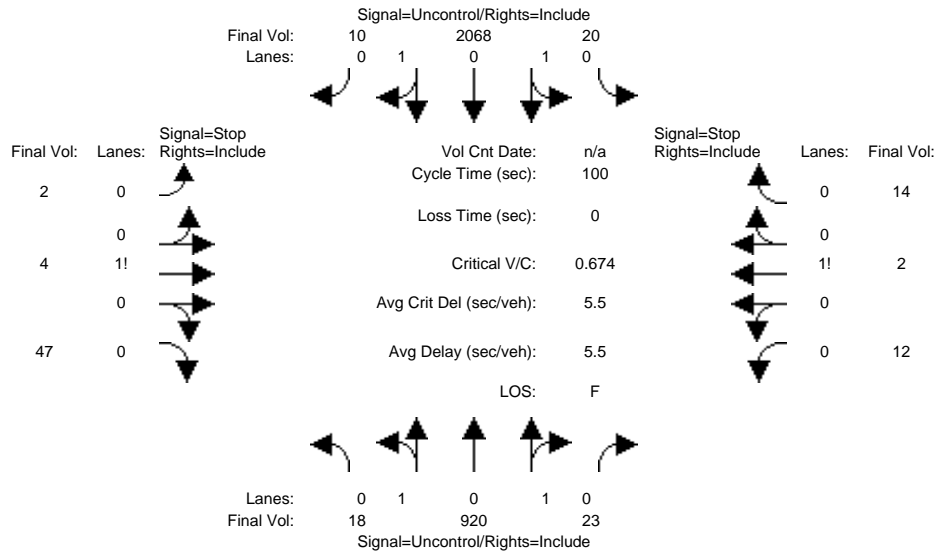 Signal=Uncontrol/Rights=Include
Final Vol: 10 2068 20
Lanes: 0 1 0 1 0
Signal=Stop
Final Vol: Lanes: Rights=Include
Vol Cnt Date: n/a
Signal=Stop
Rights=Include Lanes: Final Vol:
Cycle Time (sec): 100
2 0
0 14
Loss Time (sec): 0
0
0
4 1!
Critical V/C: 0.674
1! 2
0
Avg Crit Del (sec/veh): 5.5
0
47 0
Avg Delay (sec/veh): 5.5
0 12
LOS: F
Lanes: 0 1 0 1 0
Final Vol: 18 920 23
Signal=Uncontrol/Rights=Include